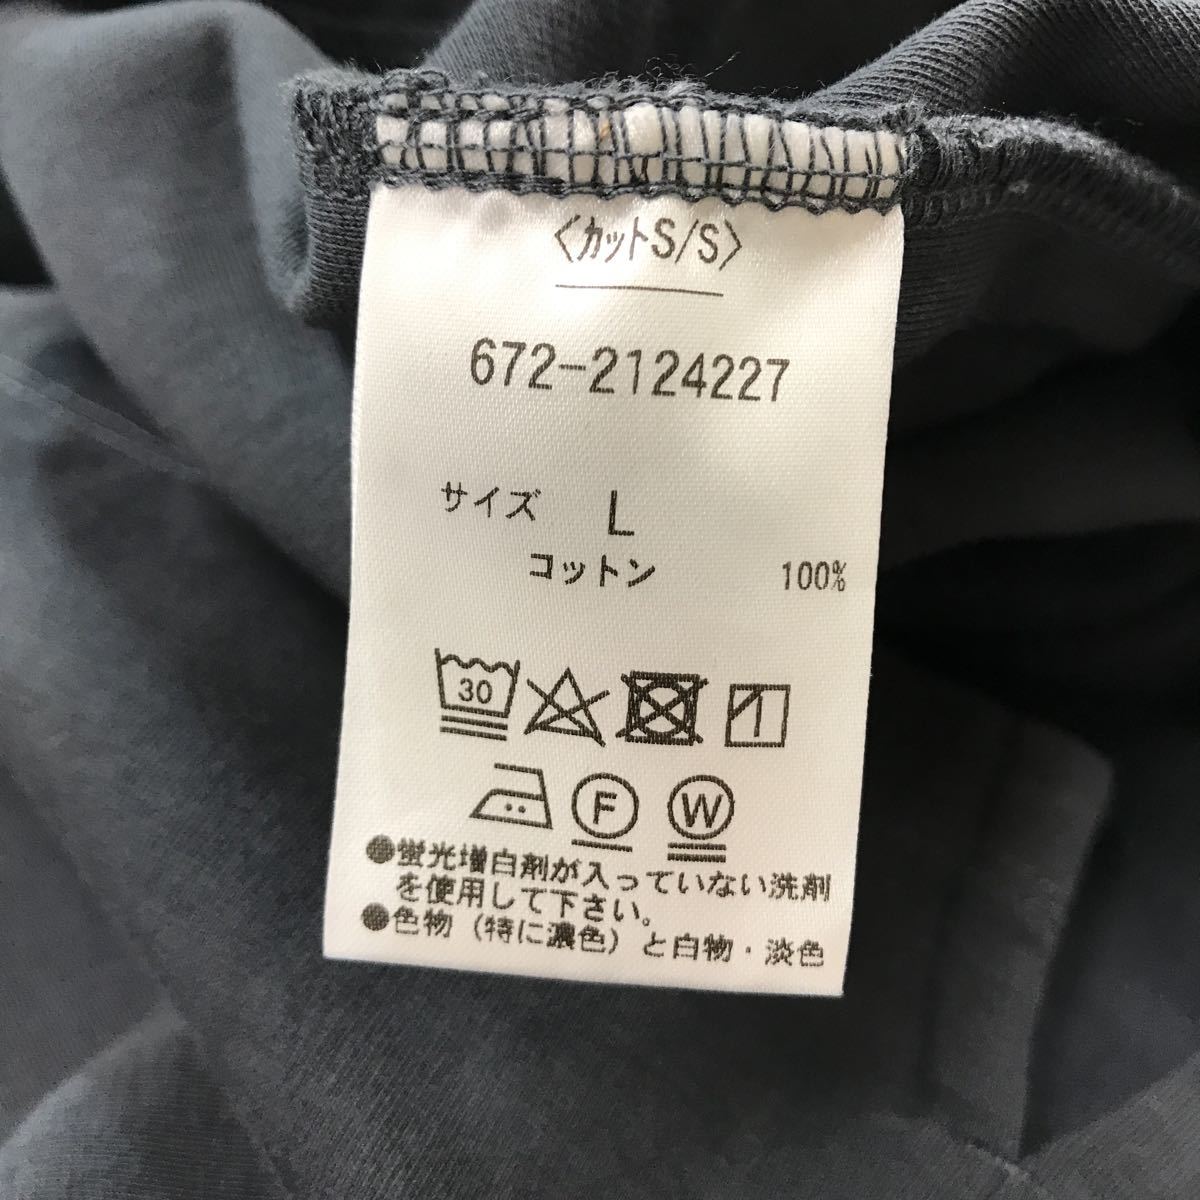 〈カットS/S〉
672-2124227
サイズ L
コットン 100%
30
F W
●蛍光増白剤が入っていない洗剤
を使用して下さい。
●色物（特に濃色）と白物・淡色